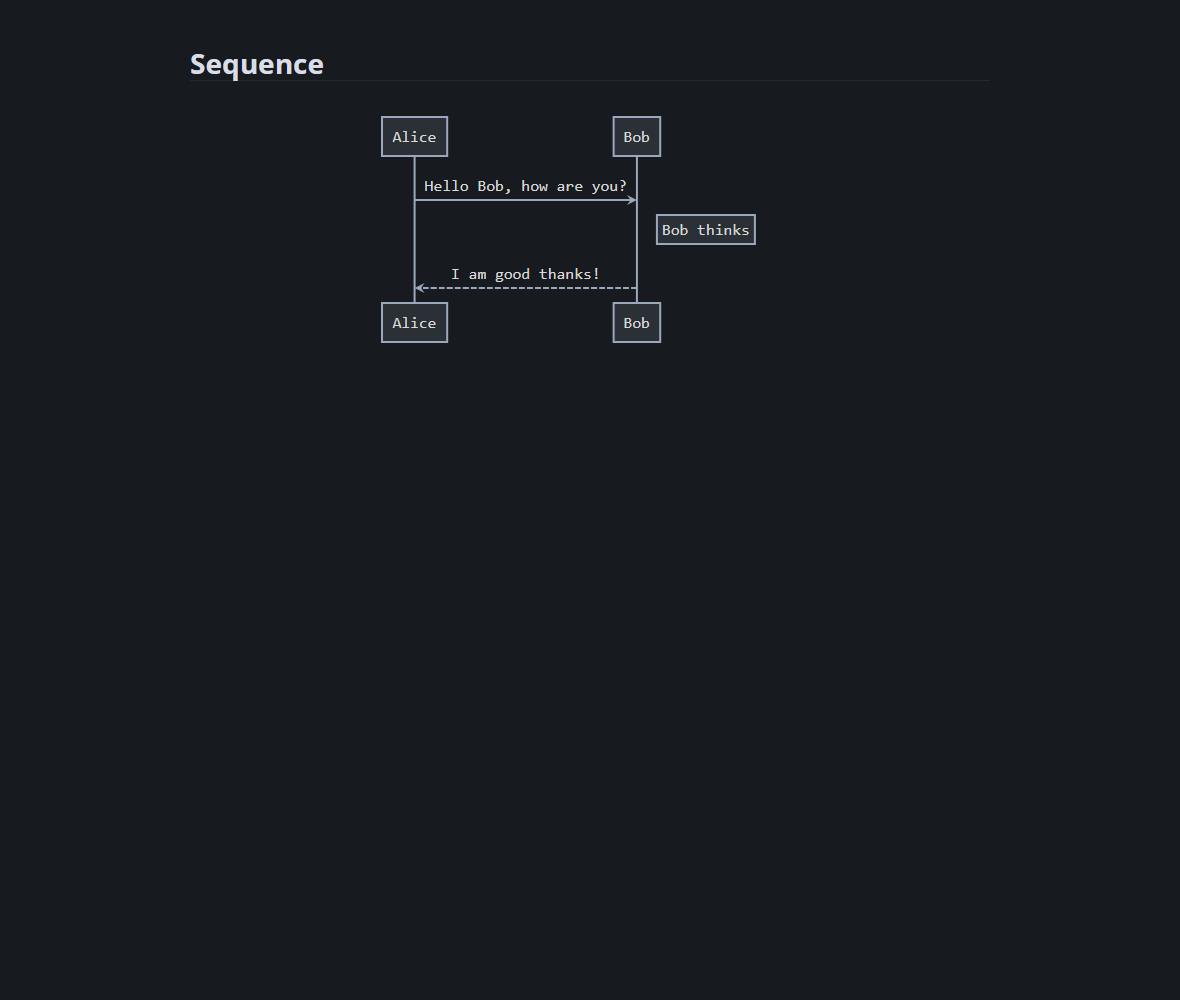 Sequence
Alice Bob
Hello Bob, how are you?
Bob thinks
I am good thanks!
Alice Bob